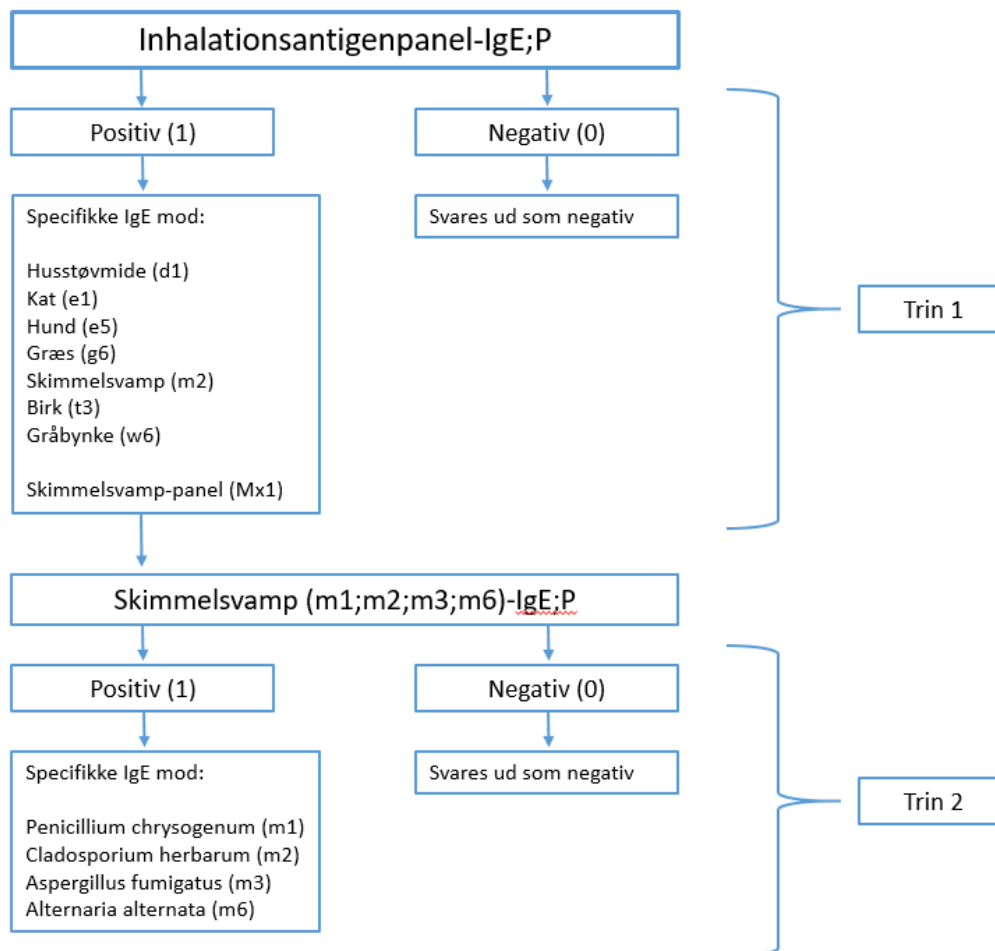 Inhalationsantigenpanel-IgE;P
Positiv (1)
Negativ (0)
Specifikke IgE mod:
Husstøvmide (d1)
Kat (e1)
Hund (e5)
Græs (g6)
Skimmelsvamp (m2)
Birk (t3)
Gråbynke (w6)
Skimmelsvamp-panel (Mx1)
Svares ud som negativ
Trin 1
Skimmelsvamp (m1;m2;m3;m6)-IgE;P
Positiv (1)
Negativ (0)
Specifikke IgE mod:
Penicillium chrysogenum (m1)
Cladosporium herbarum (m2)
Aspergillus fumigatus (m3)
Alternaria alternata (m6)
Svares ud som negativ
Trin 2